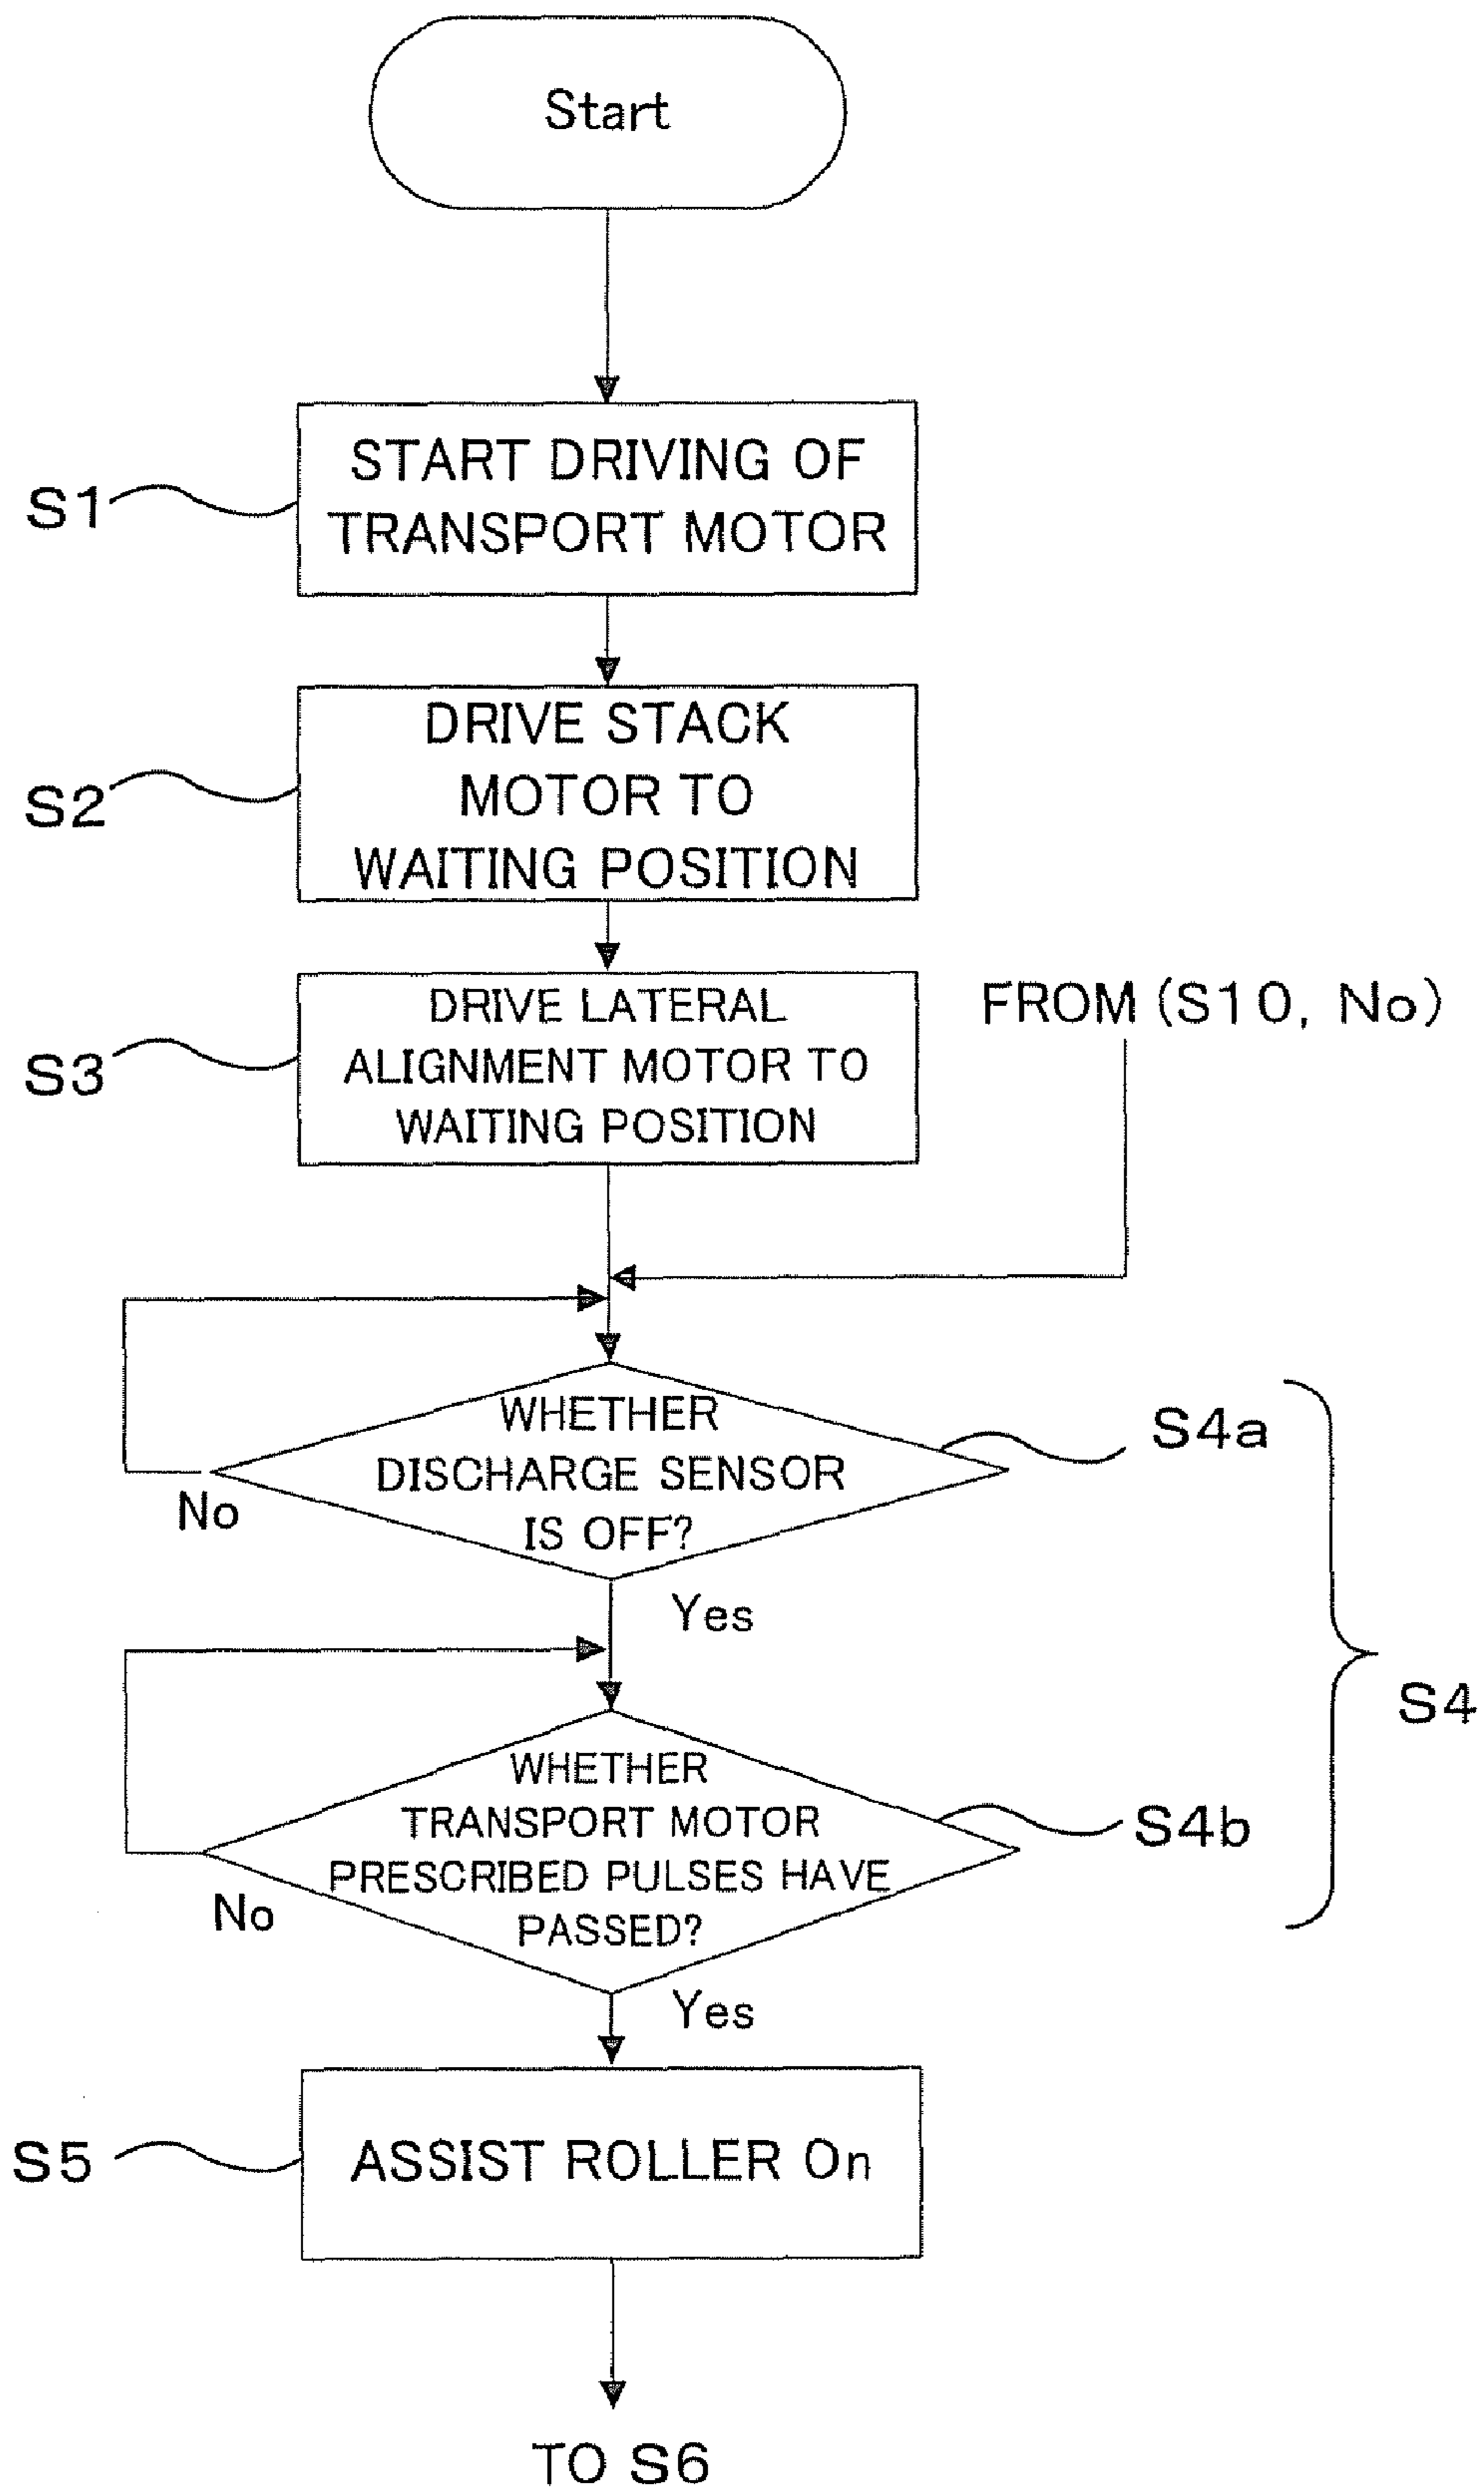 Start
S1
START DRIVING OF
TRANSPORT MOTOR
S2
DRIVE STACK
MOTOR TO
WAITING POSITION
S3
DRIVE LATERAL
ALIGNMENT MOTOR TO
WAITING POSITION
FROM (S10, No)
WHETHER
DISCHARGE SENSOR
IS OFF?
S4a
No
Yes
S4
WHETHER
TRANSPORT MOTOR
PRESCRIBED PULSES HAVE
PASSED?
S4b
No
Yes
S5
ASSIST ROLLER On
TO S6